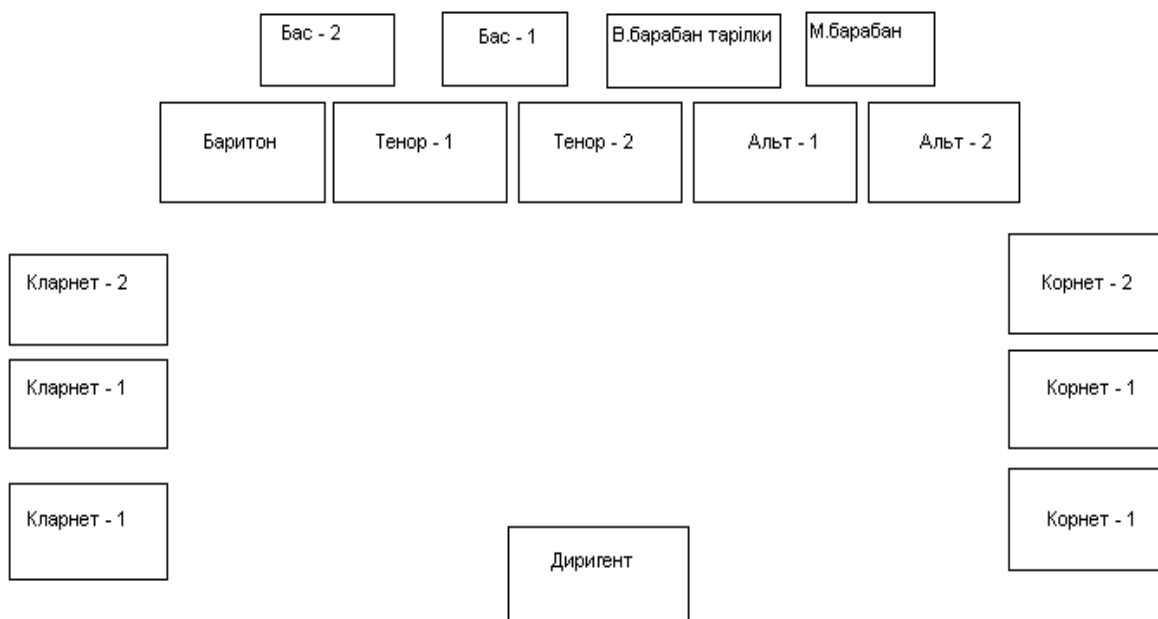 Бас - 2
Бас - 1
В.барабан тарілки
М.барабан
Баритон
Тенор - 1
Тенор - 2
Альт - 1
Альт - 2
Кларнет - 2
Корнет - 2
Кларнет - 1
Корнет - 1
Кларнет - 1
Корнет - 1
Диригент